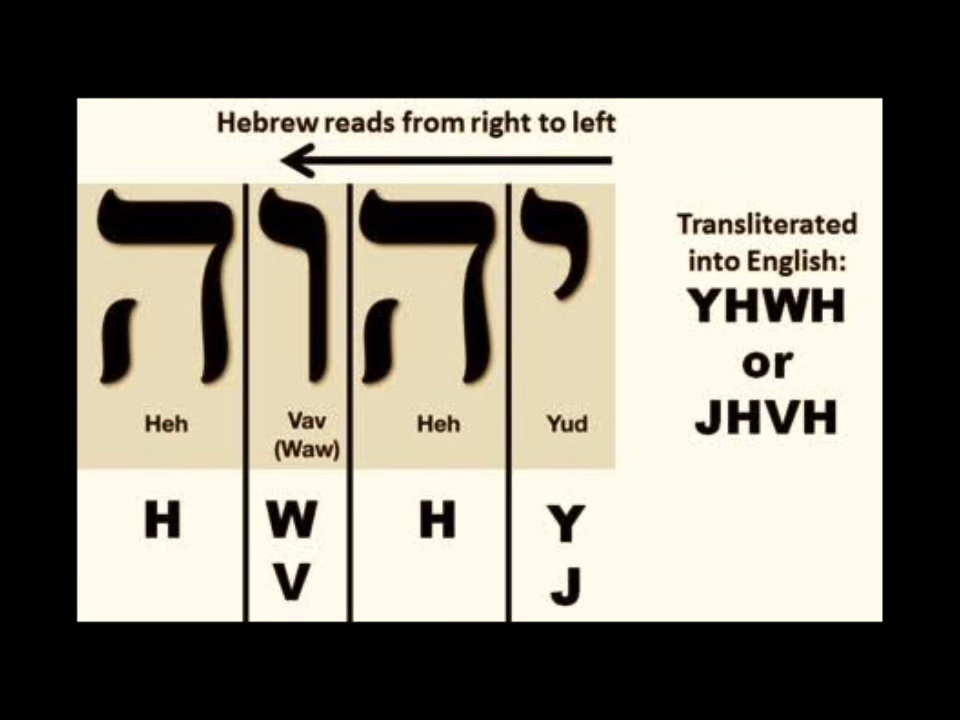 Hebrew reads from right to left
יהוה
Heh Vav Heh Yud
(Waw)
H W H Y
V J
Transliterated
into English:
YHWH
or
JHVH